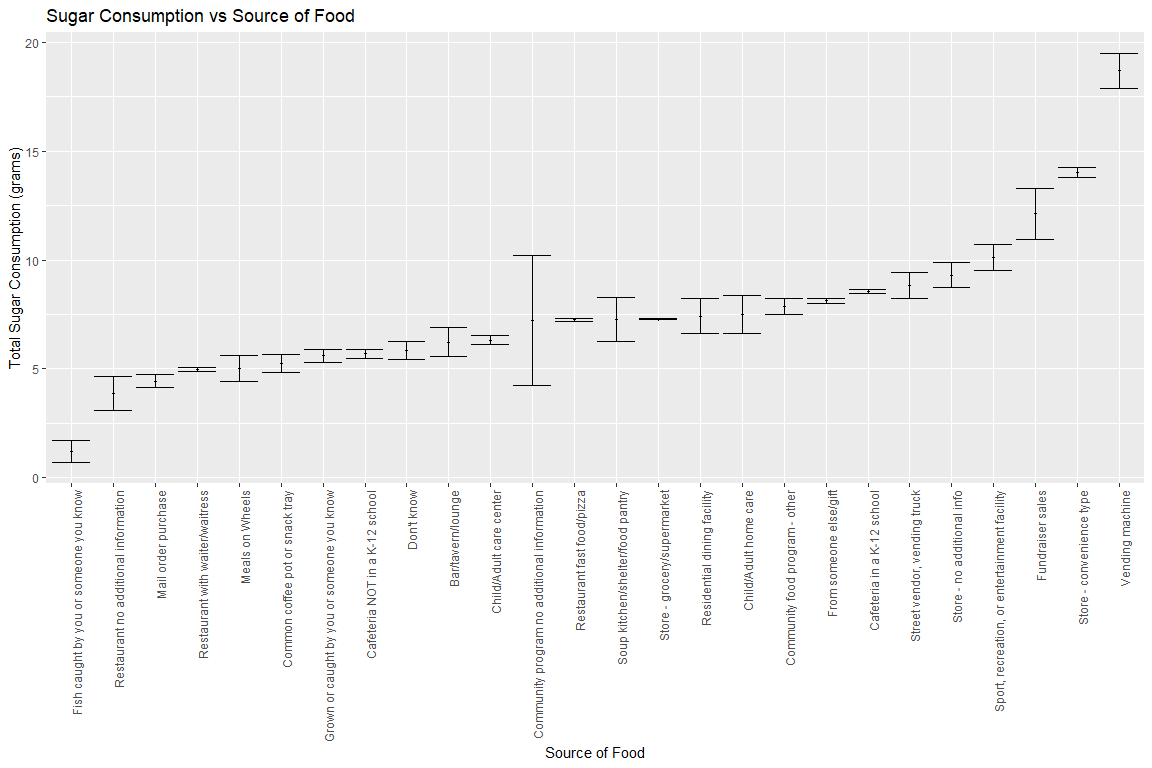 Sugar Consumption vs Source of Food
Total Sugar Consumption (grams)
20
15
10
5
0
Fish caught by you or someone you know
Restaurant no additional information
Mail order purchase
Restaurant with waiter/waitress
Meals on Wheels
Common coffee pot or snack tray
Grown or caught by you or someone you know
Cafeteria NOT in a K-12 school
Don't know
Bar/tavern/lounge
Child/Adult care center
Community program no additional information
Restaurant fast food/pizza
Soup kitchen/shelter/food pantry
Store - grocery/supermarket
Residential dining facility
Child/Adult home care
Community food program - other
From someone else/gift
Cafeteria in a K-12 school
Street vendor, vending truck
Store - no additional info
Sport, recreation, or entertainment facility
Fundraiser sales
Store - convenience type
Vending machine
Source of Food